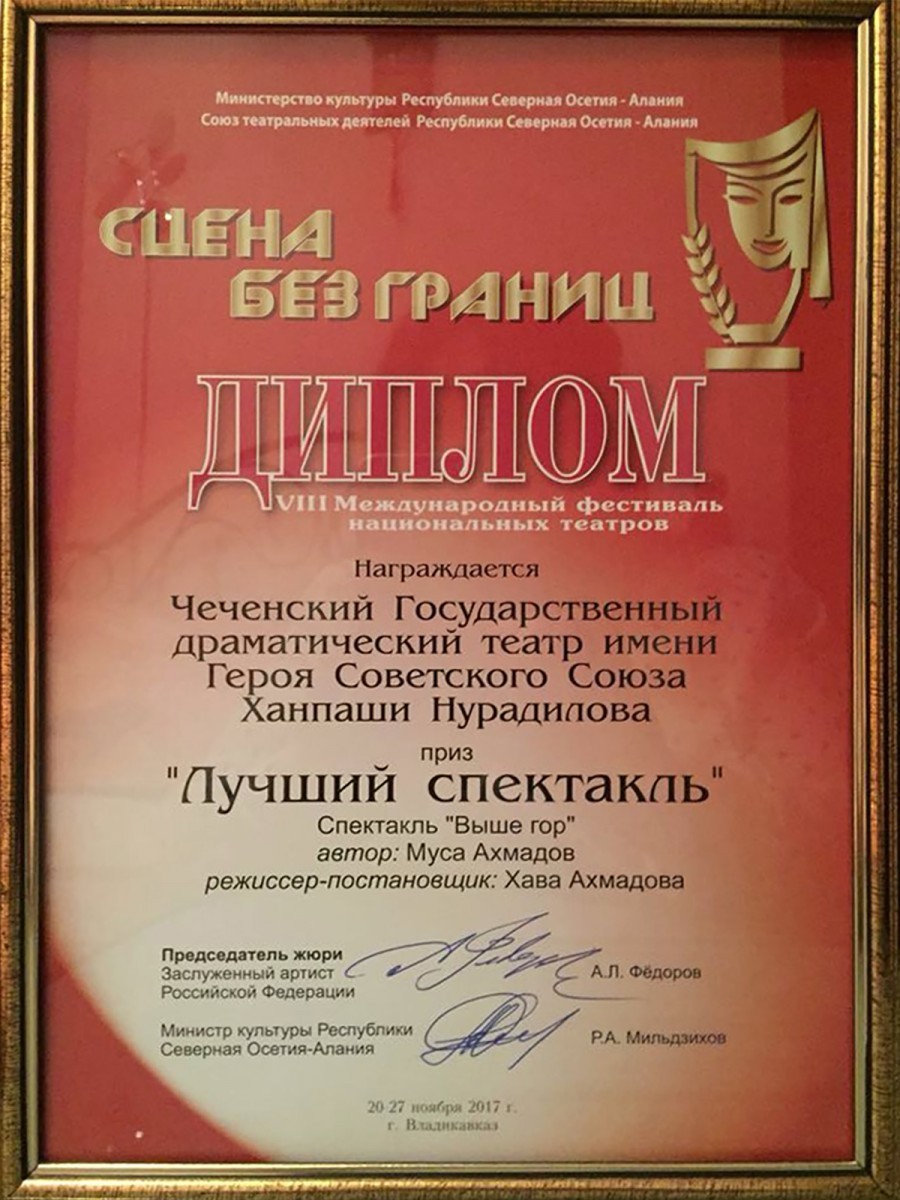 Министерство культуры Республики Северная Осетия - Алания
Союз театральных деятелей Республики Северная Осетия - Алания
СЦЕНА
БЕЗ ГРАНИЦ
ДИПЛОМ
VIII Международный фестиваль
национальных театров
Награждается
Чеченский Государственный
драматический театр имени
Героя Советского Союза
Ханпаши Нурадилова
приз
"Лучший спектакль"
Спектакль "Выше гор"
автор: Муса Ахмадов
режиссер-постановщик: Хава Ахмадова
Председатель жюри
Заслуженный артист
Российской Федерации
А.Л. Фёдоров
Министр культуры Республики
Северная Осетия-Алания
Р.А. Мильдзихов
20-27 ноября 2017 г.
г. Владикавказ